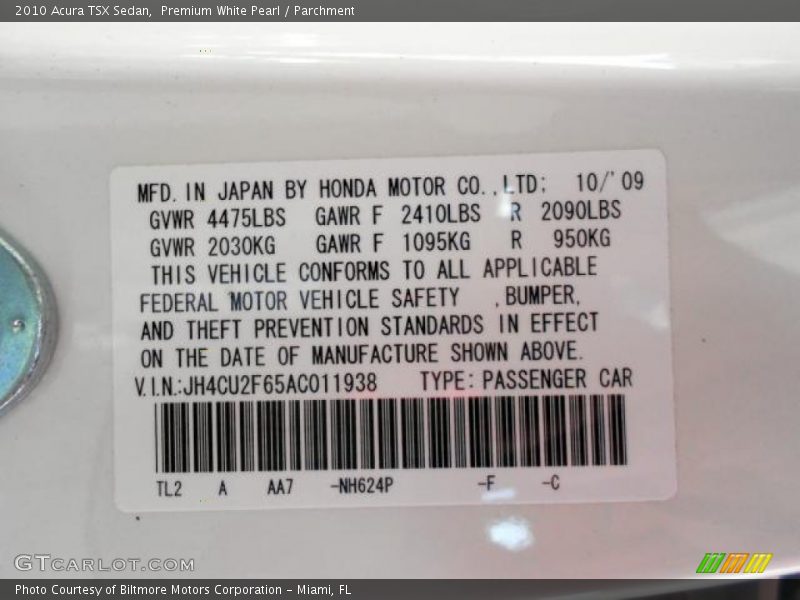 2010 Acura TSX Sedan, Premium White Pearl / Parchment
MFD. IN JAPAN BY HONDA MOTOR CO., LTD: 10/'09
GVWR 4475LBS GAWR F 2410LBS R 2090LBS
GVWR 2030KG GAWR F 1095KG R 950KG
THIS VEHICLE CONFORMS TO ALL APPLICABLE
FEDERAL MOTOR VEHICLE SAFETY , BUMPER,
AND THEFT PREVENTION STANDARDS IN EFFECT
ON THE DATE OF MANUFACTURE SHOWN ABOVE.
V.I.N.:JH4CU2F65AC011938 TYPE: PASSENGER CAR
TL2 A AA7 -NH624P -F -C
GTCARLOT.COM
Photo Courtesy of Biltmore Motors Corporation – Miami, FL